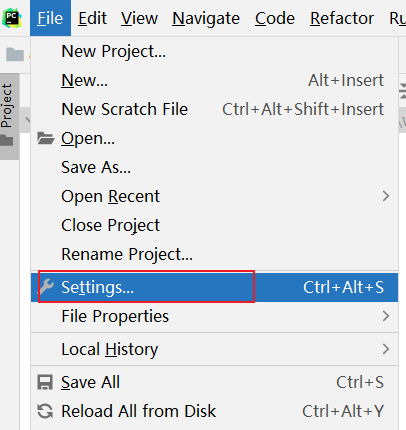 PC
File Edit View Navigate Code Refactor
Project
New Project...
New... Alt+Insert
New Scratch File Ctrl+Alt+Shift+Insert
Open...
Save As...
Open Recent
Close Project
Rename Project...
Settings... Ctrl+Alt+S
File Properties
Local History
Save All Ctrl+S
Reload All from Disk Ctrl+Alt+Y